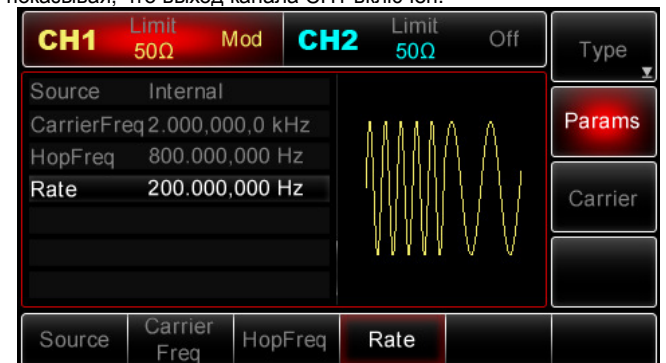 показывая, что выход канала CH1 включен.
CH1 Limit 50Ω Mod CH2 Limit 50Ω Off Type
Source Internal
CarrierFreq 2.000,000,0 kHz Params
HopFreq 800.000,000 Hz
Rate 200.000,000 Hz Carrier
Source Carrier Freq HopFreq Rate